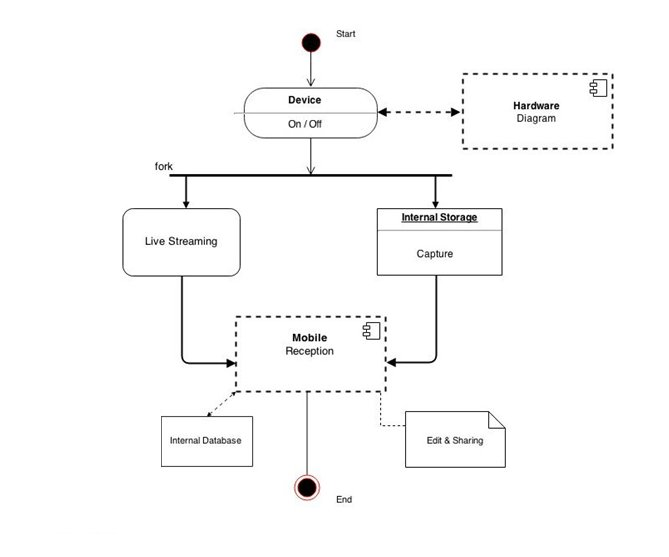 Start
Device
On / Off
Hardware
Diagram
fork
Live Streaming
Internal Storage
Capture
Mobile
Reception
Internal Database
Edit & Sharing
End